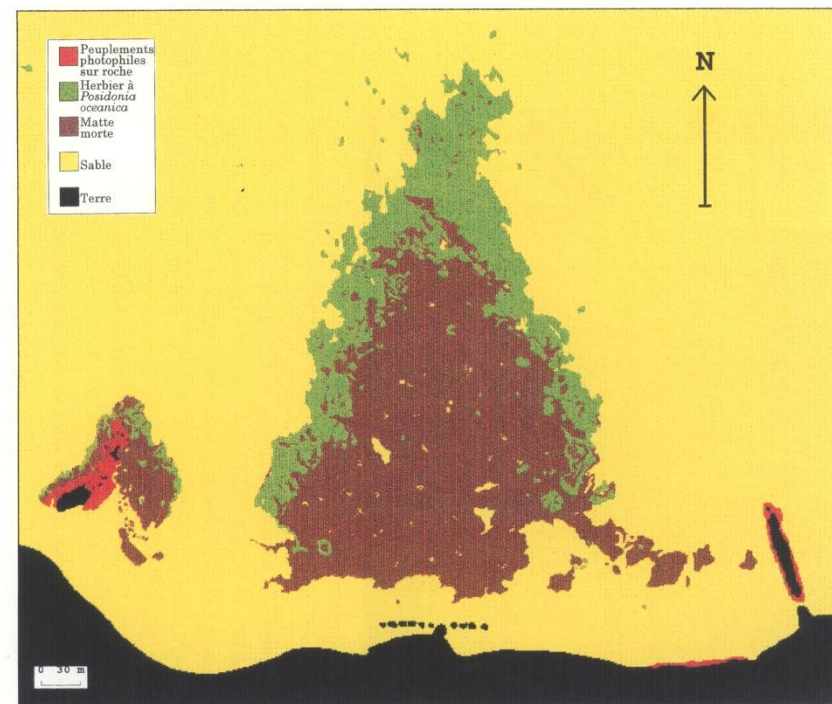 Peuplements
photophiles
sur roche
Herbier à
Posidonia
oceanica
Matte
morte
Sable
Terre
N
0 30 m